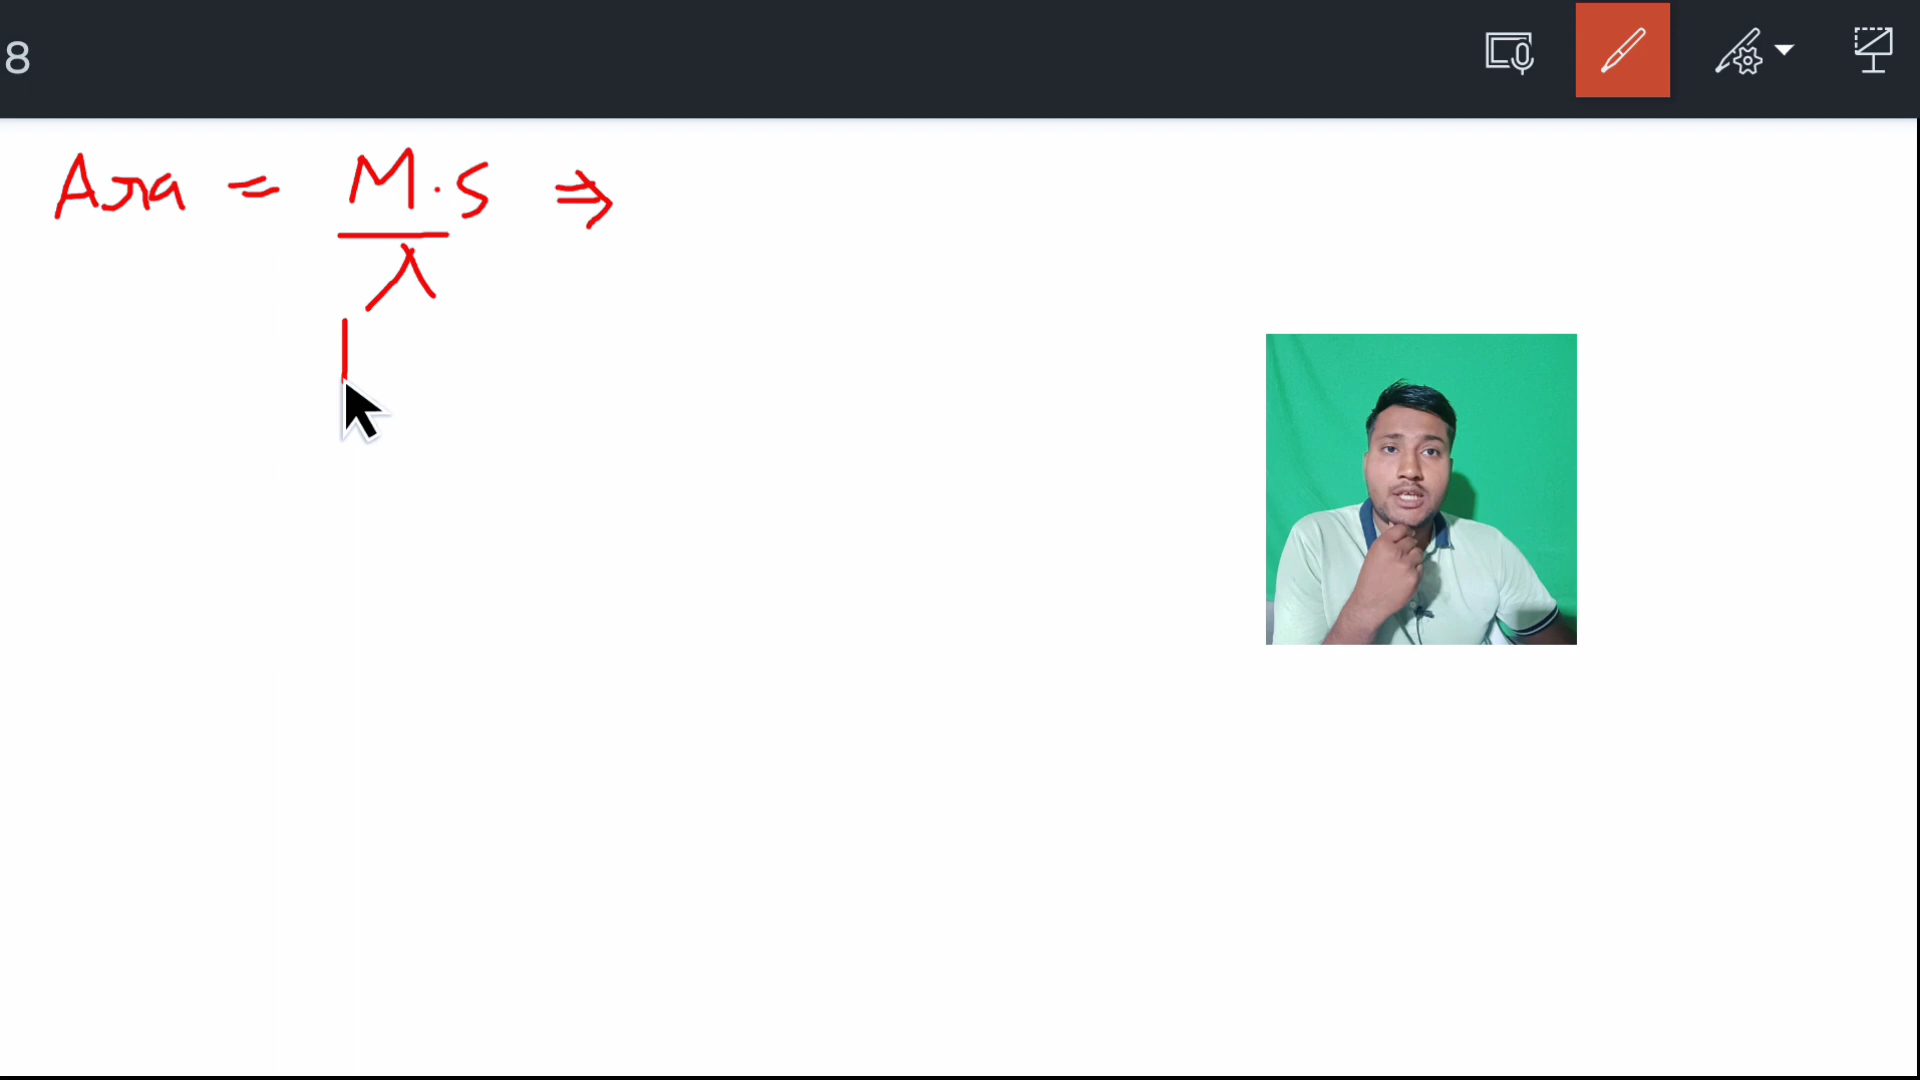 8
Ara = M.S ⇒
λ